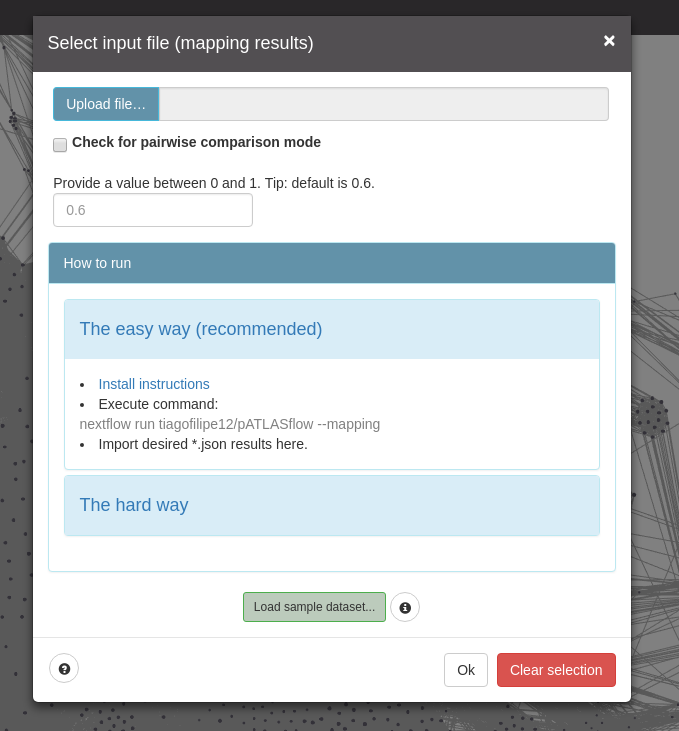 Select input file (mapping results)
×
Upload file…
Check for pairwise comparison mode
Provide a value between 0 and 1. Tip: default is 0.6.
0.6
How to run
The easy way (recommended)
• Install instructions
• Execute command:
nextflow run tiagofilipe12/pATLASflow --mapping
• Import desired *.json results here.
The hard way
Load sample dataset...
Ok
Clear selection